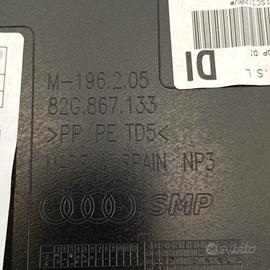 M-196.2.05
82G.867.133
>PP/PE TD5<
MADE IN SPAIN NP3
SMP
DI
subito